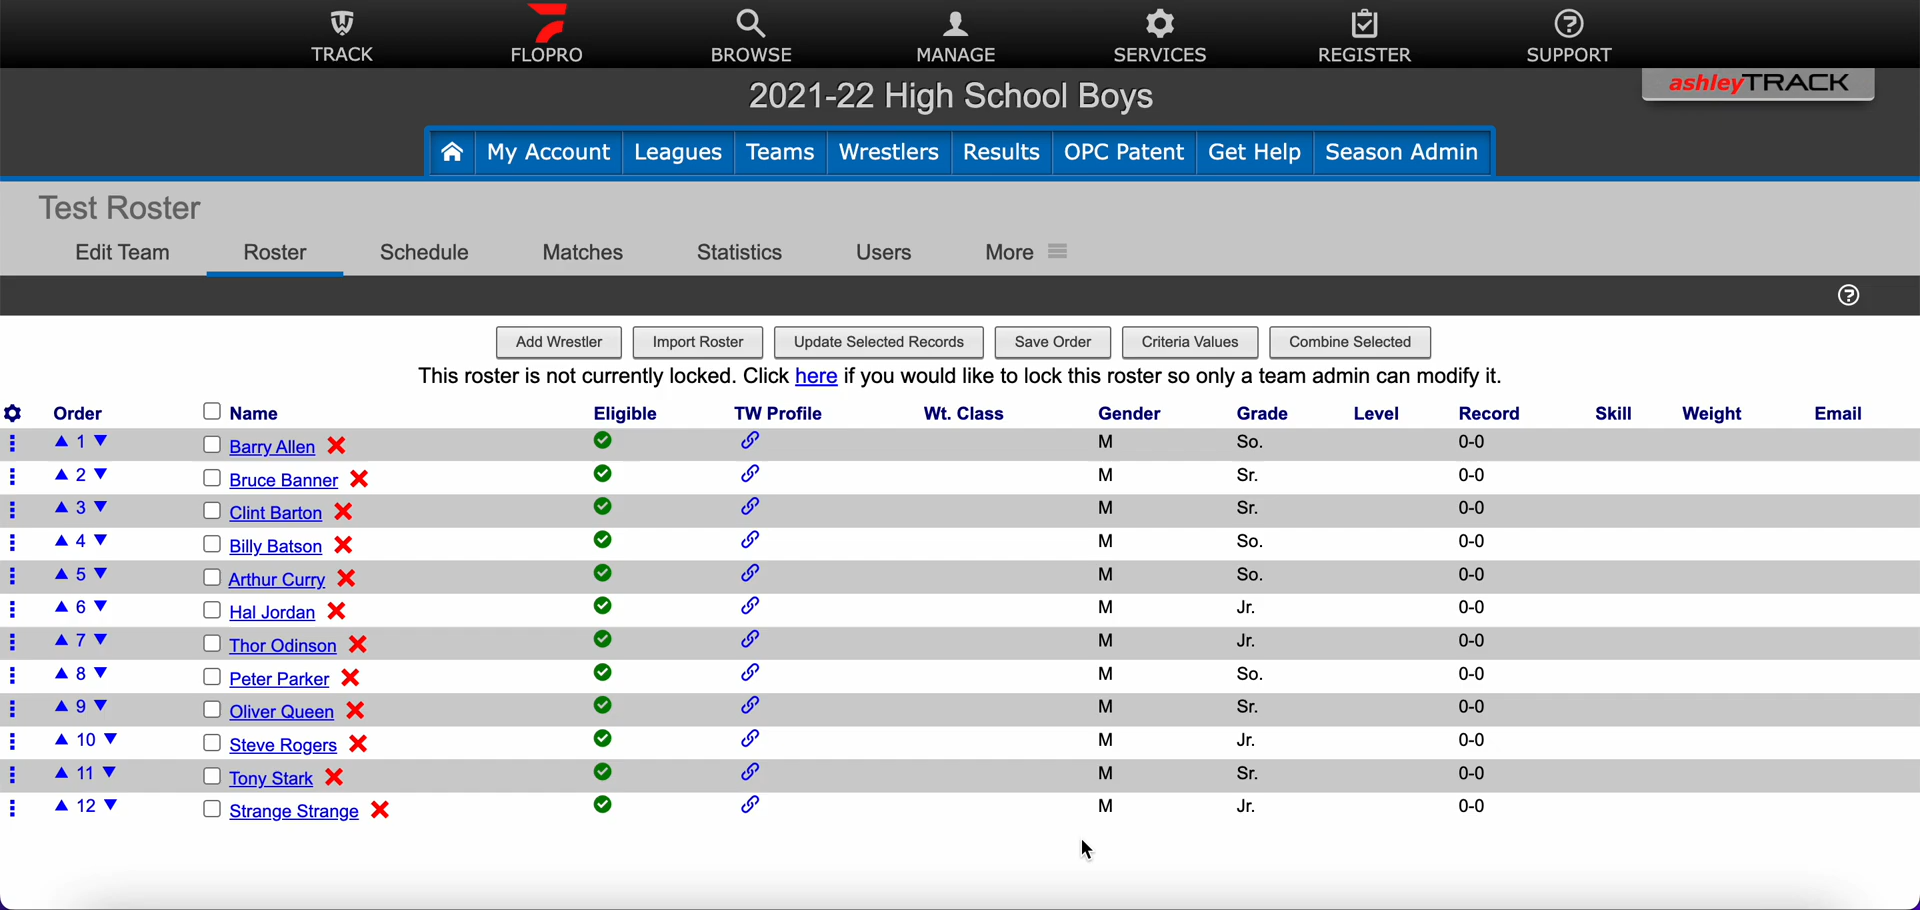 TRACK FLOPRO BROWSE MANAGE SERVICES REGISTER SUPPORT
2021-22 High School Boys
ashleyTRACK
My Account Leagues Teams Wrestlers Results OPC Patent Get Help Season Admin
Test Roster
Edit Team Roster Schedule Matches Statistics Users More
Add Wrestler Import Roster Update Selected Records Save Order Criteria Values Combine Selected
This roster is not currently locked. Click here if you would like to lock this roster so only a team admin can modify it.
Order Name Eligible TW Profile Wt. Class Gender Grade Level Record Skill Weight Email
1 Barry Allen M So. 0-0
2 Bruce Banner M Sr. 0-0
3 Clint Barton M Sr. 0-0
4 Billy Batson M So. 0-0
5 Arthur Curry M So. 0-0
6 Hal Jordan M Jr. 0-0
7 Thor Odinson M Jr. 0-0
8 Peter Parker M So. 0-0
9 Oliver Queen M Sr. 0-0
10 Steve Rogers M Jr. 0-0
11 Tony Stark M Sr. 0-0
12 Strange Strange M Jr. 0-0